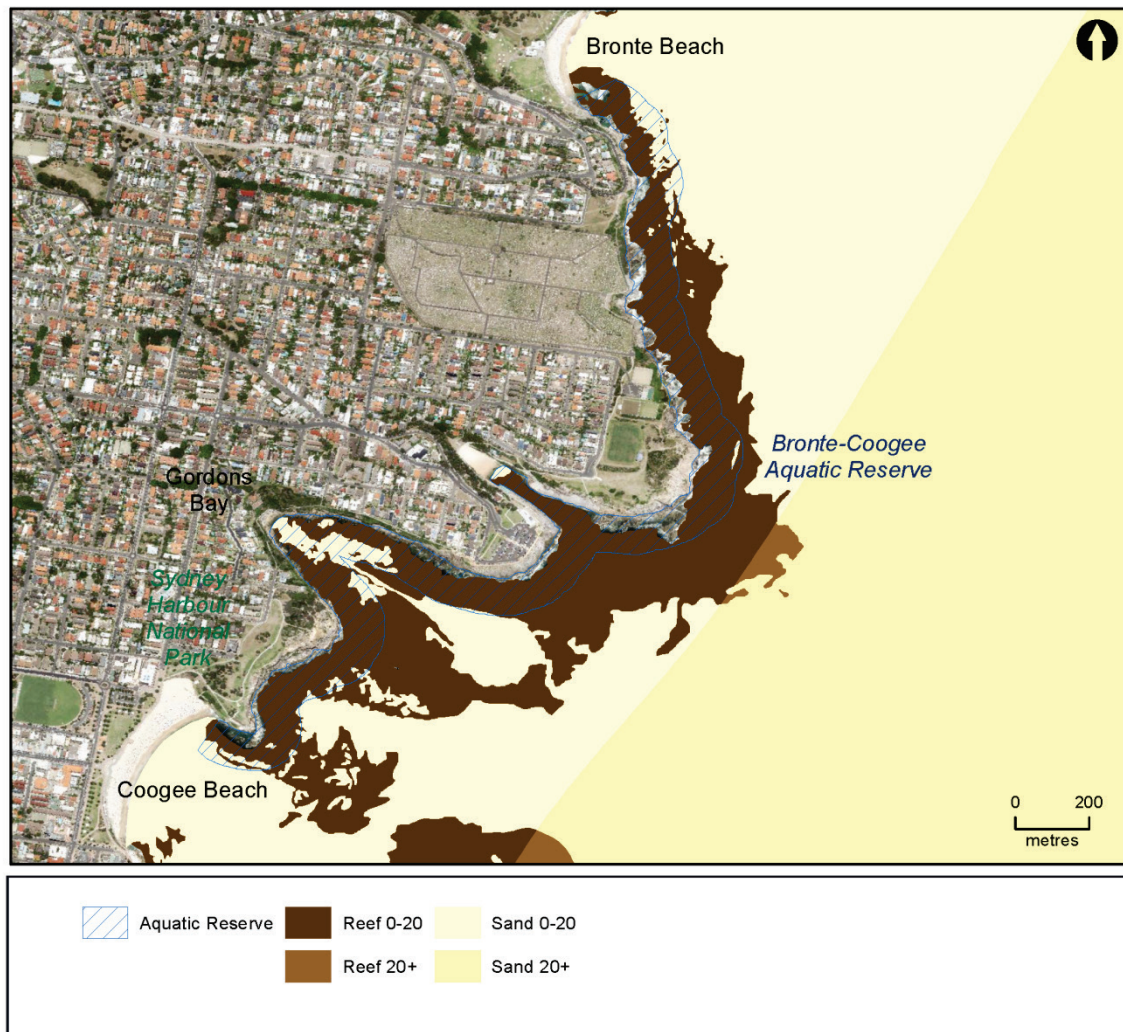 Bronte Beach
Bronte-Coogee
Aquatic Reserve
Gordons
Bay
Sydney
Harbour
National
Park
Coogee Beach
0 200
metres
Aquatic Reserve Reef 0-20 Sand 0-20
Reef 20+ Sand 20+